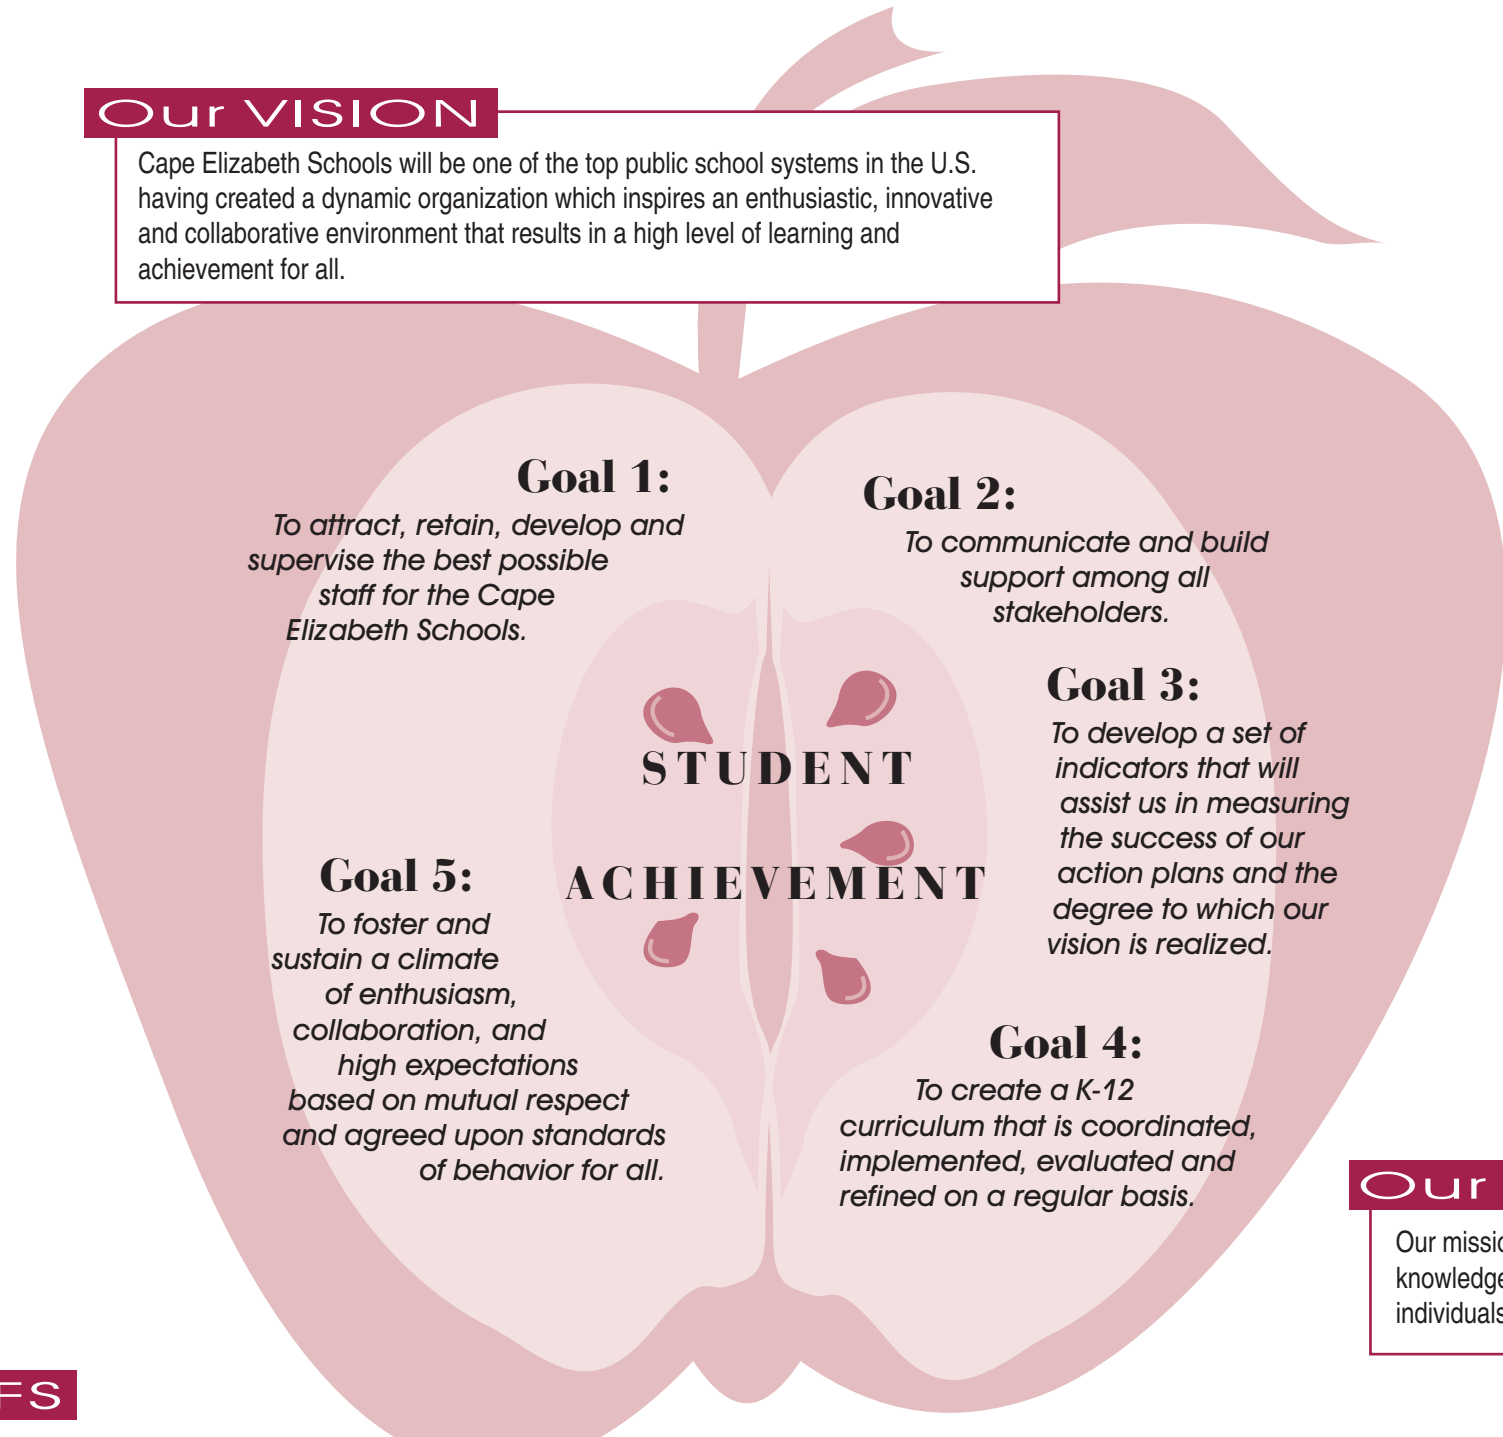 Our VISION
Cape Elizabeth Schools will be one of the top public school systems in the U.S.
having created a dynamic organization which inspires an enthusiastic, innovative
and collaborative environment that results in a high level of learning and
achievement for all.
Goal 1:
To attract, retain, develop and
supervise the best possible
staff for the Cape
Elizabeth Schools.
Goal 2:
To communicate and build
support among all
stakeholders.
Goal 3:
To develop a set of
indicators that will
assist us in measuring
the success of our
action plans and the
degree to which our
vision is realized.
STUDENT
ACHIEVEMENT
Goal 5:
To foster and
sustain a climate
of enthusiasm,
collaboration, and
high expectations
based on mutual respect
and agreed upon standards
of behavior for all.
Goal 4:
To create a K-12
curriculum that is coordinated,
implemented, evaluated and
refined on a regular basis.
Our
Our
knowledge
individuals